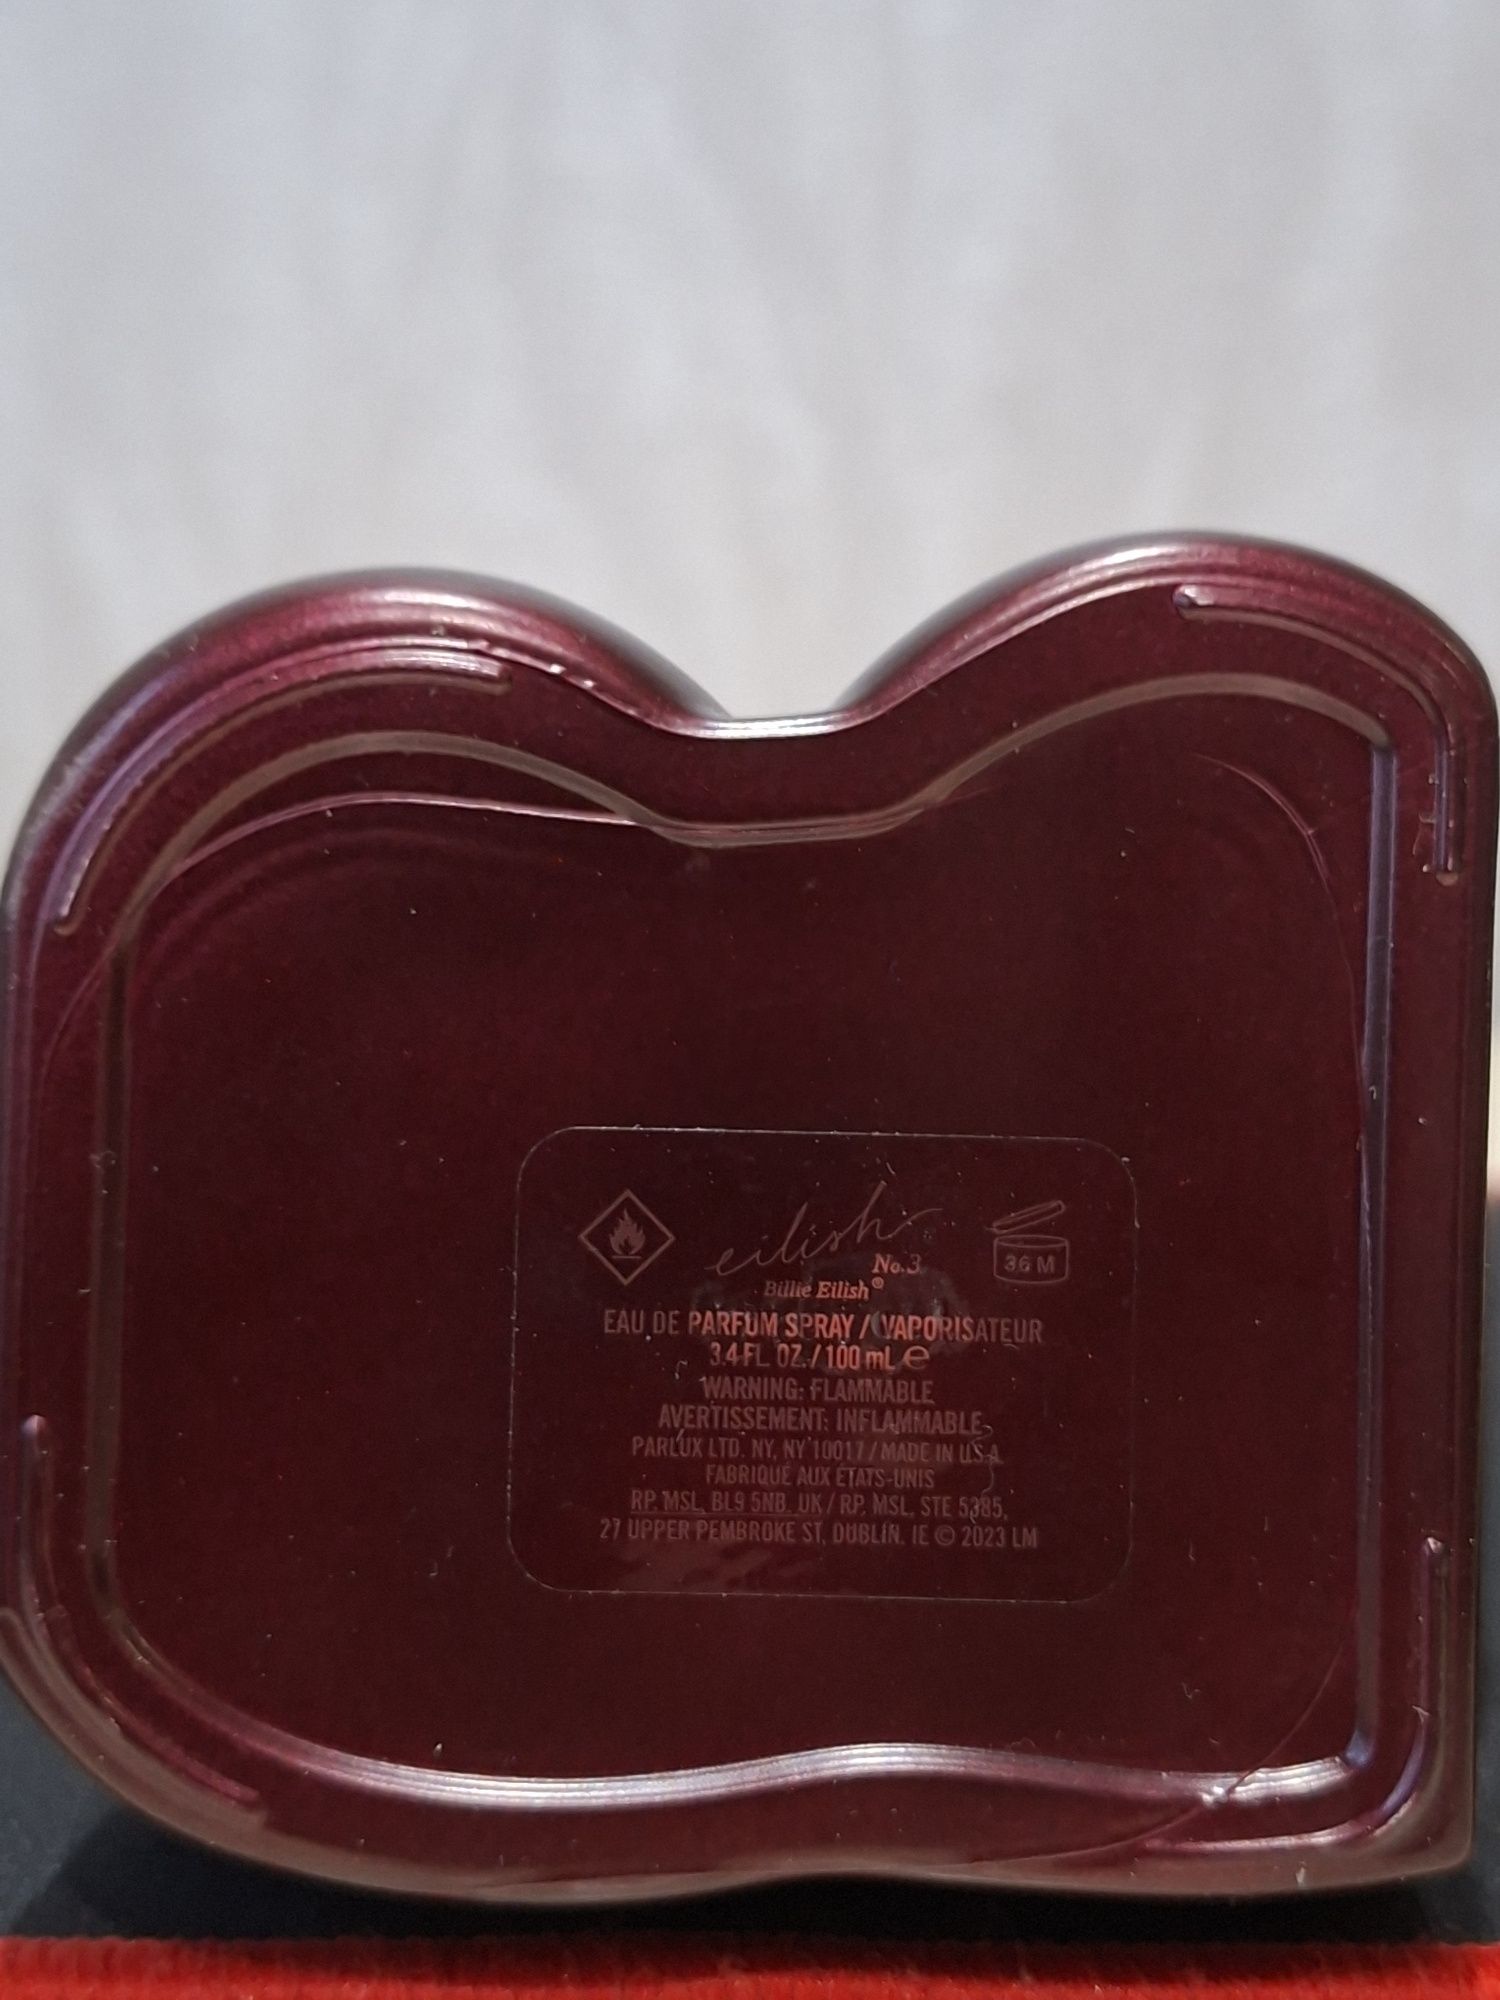 eilish
No.3
36 M
Billie Eilish®
EAU DE PARFUM SPRAY / VAPORISATEUR
3.4 FL. OZ. / 100 mL ℮
WARNING: FLAMMABLE
AVERTISSEMENT: INFLAMMABLE
PARLUX LTD. NY, NY 10017 / MADE IN U.S.A
FABRIQUÉ AUX ÉTATS-UNIS
RP. MSL, BL9 5NB. UK / RP. MSL, STE 5385,
27 UPPER PEMBROKE ST, DUBLIN. IE © 2023 LM